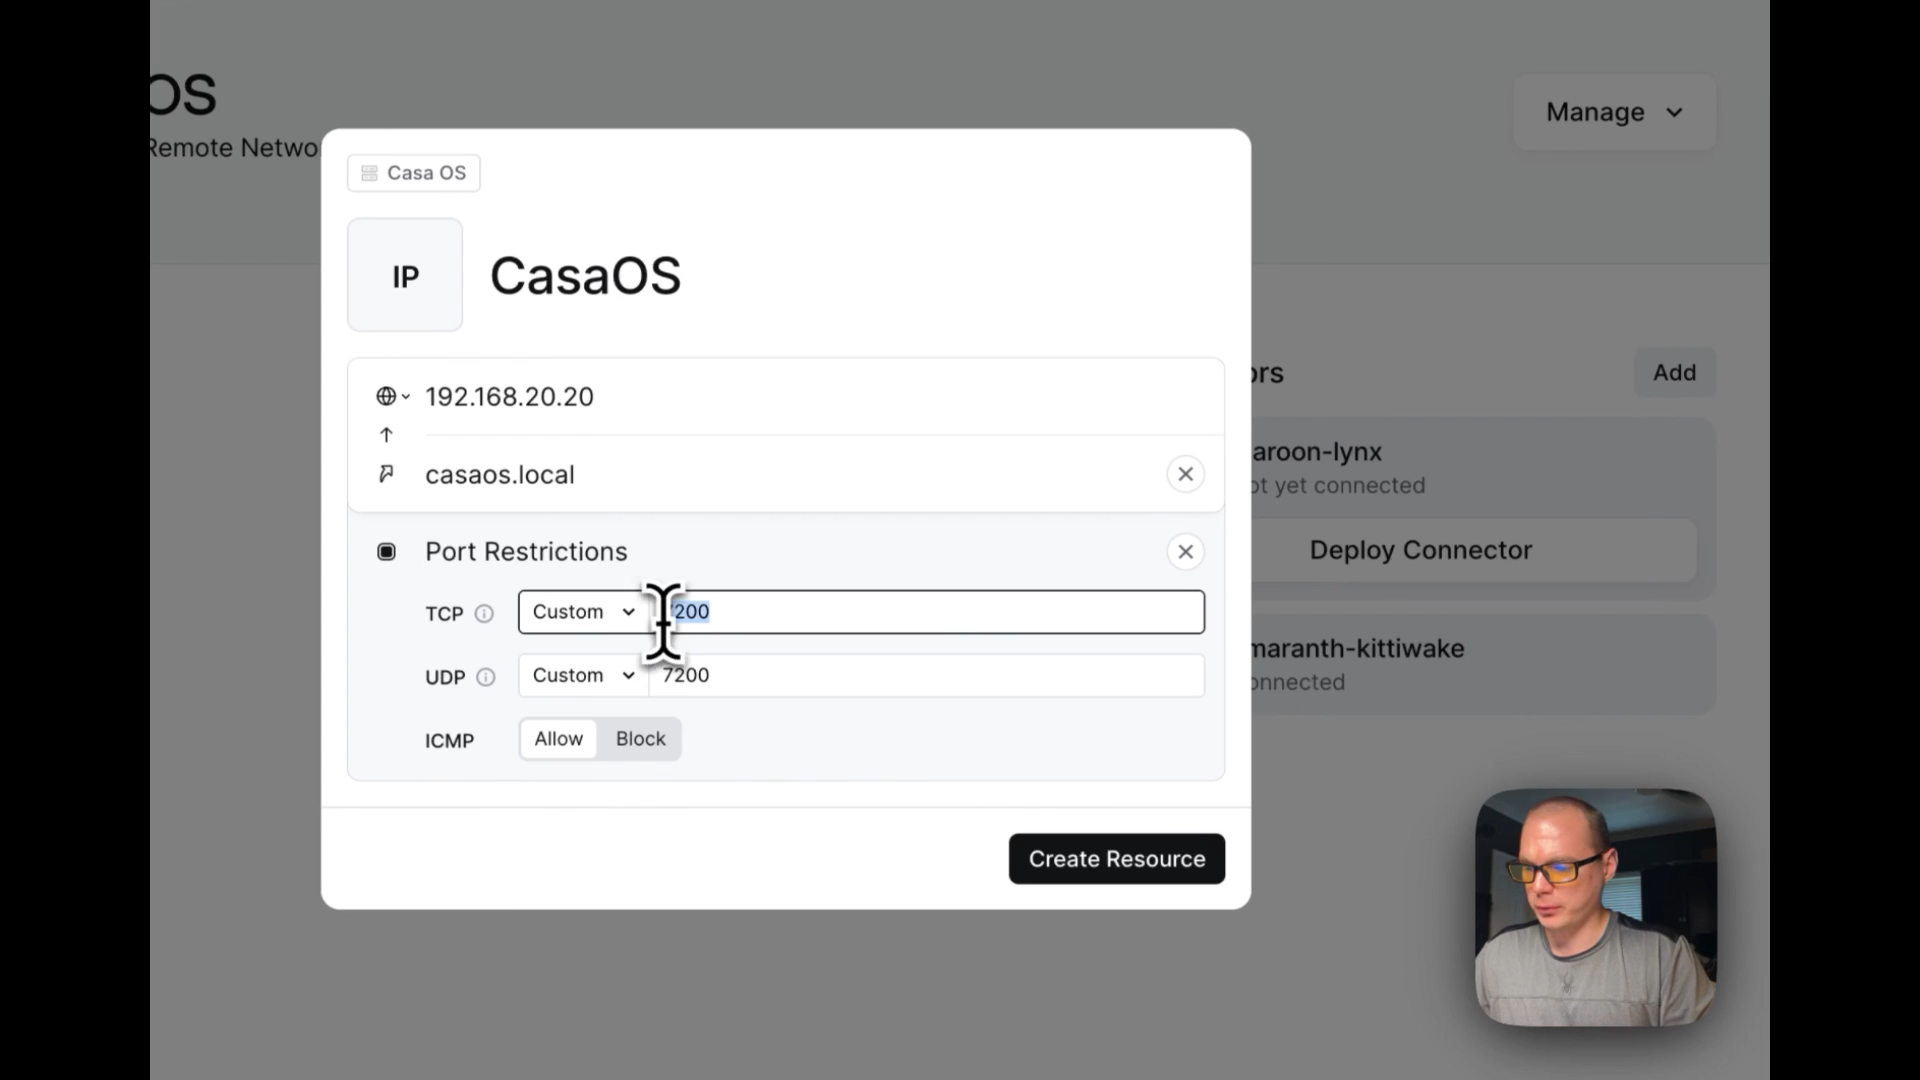 OS
Remote Netwo
Manage
Casa OS
IP
CasaOS
192.168.20.20
casaos.local
Port Restrictions
TCP
Custom
200
UDP
Custom
7200
ICMP
Allow
Block
Create Resource
ors
Add
aroon-lynx
ot yet connected
Deploy Connector
maranth-kittiwake
onnected